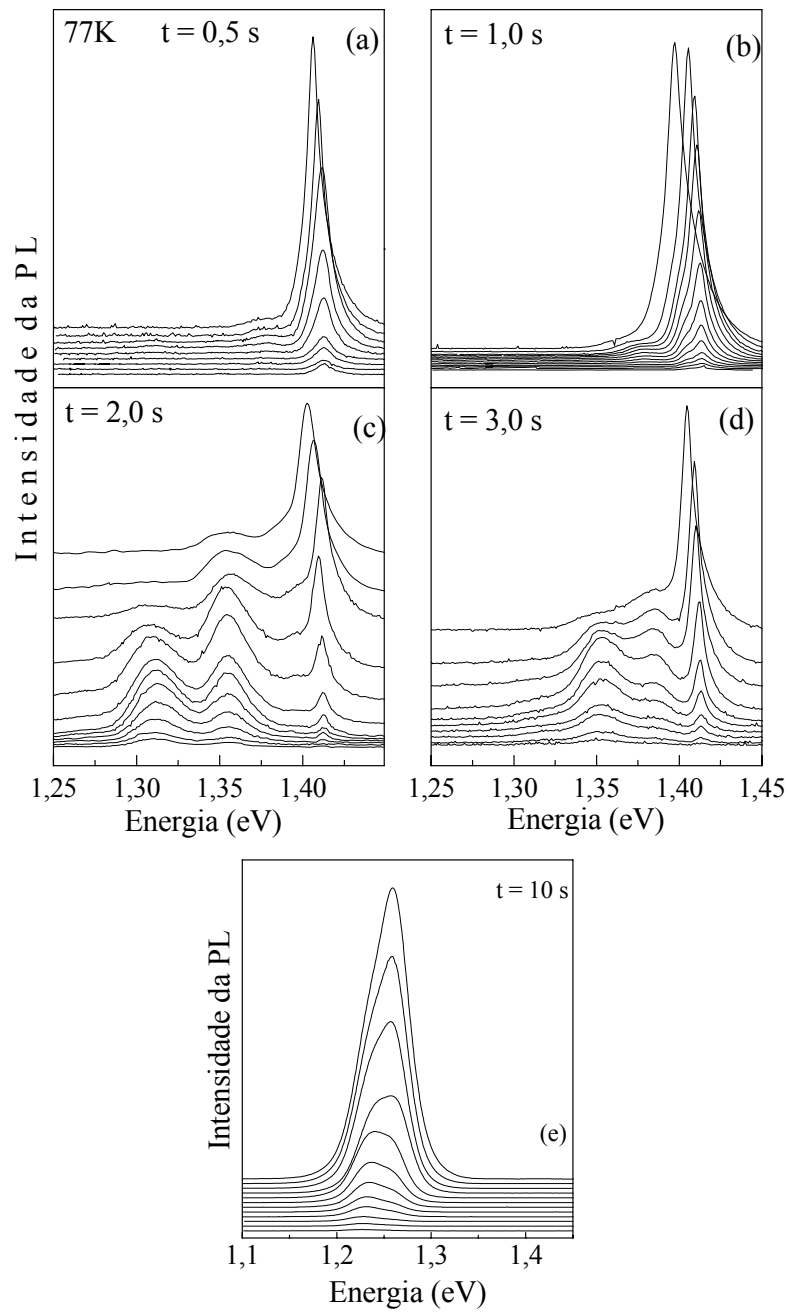 77K t = 0,5 s (a)
t = 1,0 s (b)
Intensidade da PL
t = 2,0 s (c)
t = 3,0 s (d)
1,25 1,30 1,35 1,40
Energia (eV)
1,25 1,30 1,35 1,40 1,45
Energia (eV)
t = 10 s
Intensidade da PL
(e)
1,1 1,2 1,3 1,4
Energia (eV)